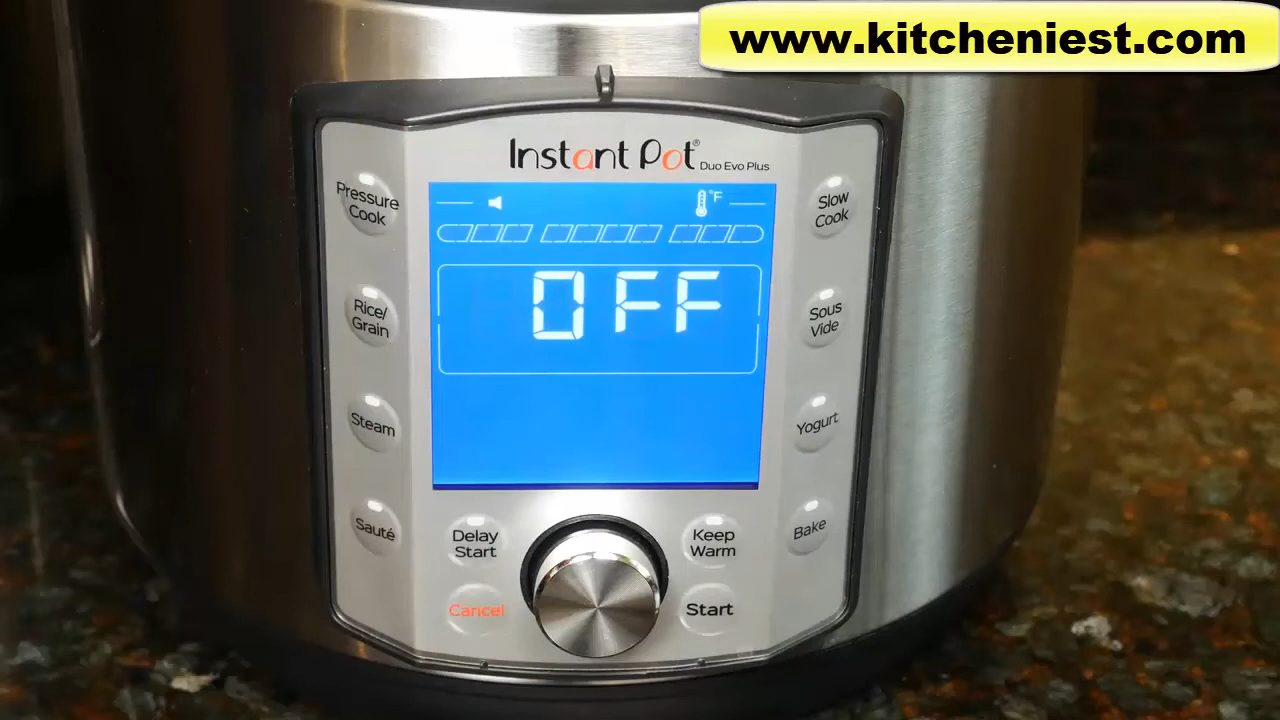 www.kitcheniest.com
Instant Pot® Duo Evo Plus
°F
Pressure
Cook
Slow
Cook
OFF
Rice/
Grain
Sous
Vide
Steam
Yogurt
Sauté
Delay
Start
Keep
Warm
Bake
Cancel
Start